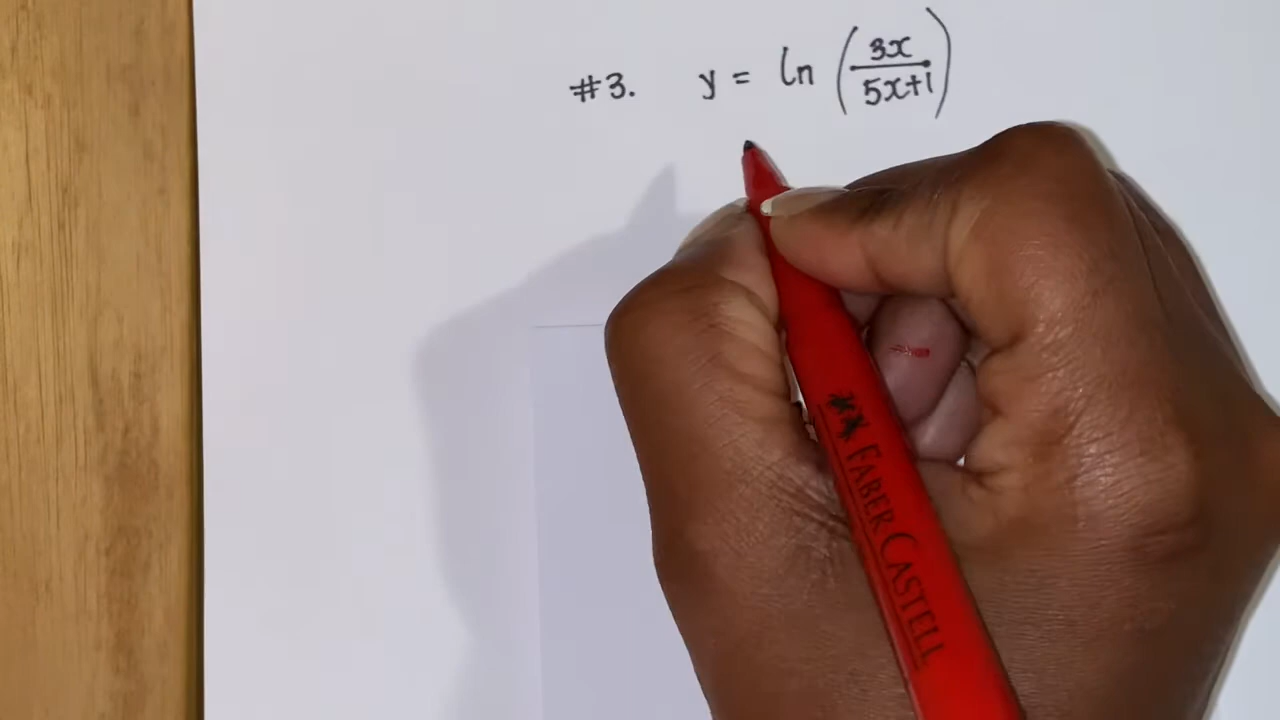 #3. y = ln (3x/5x+1)
FABER CASTELL